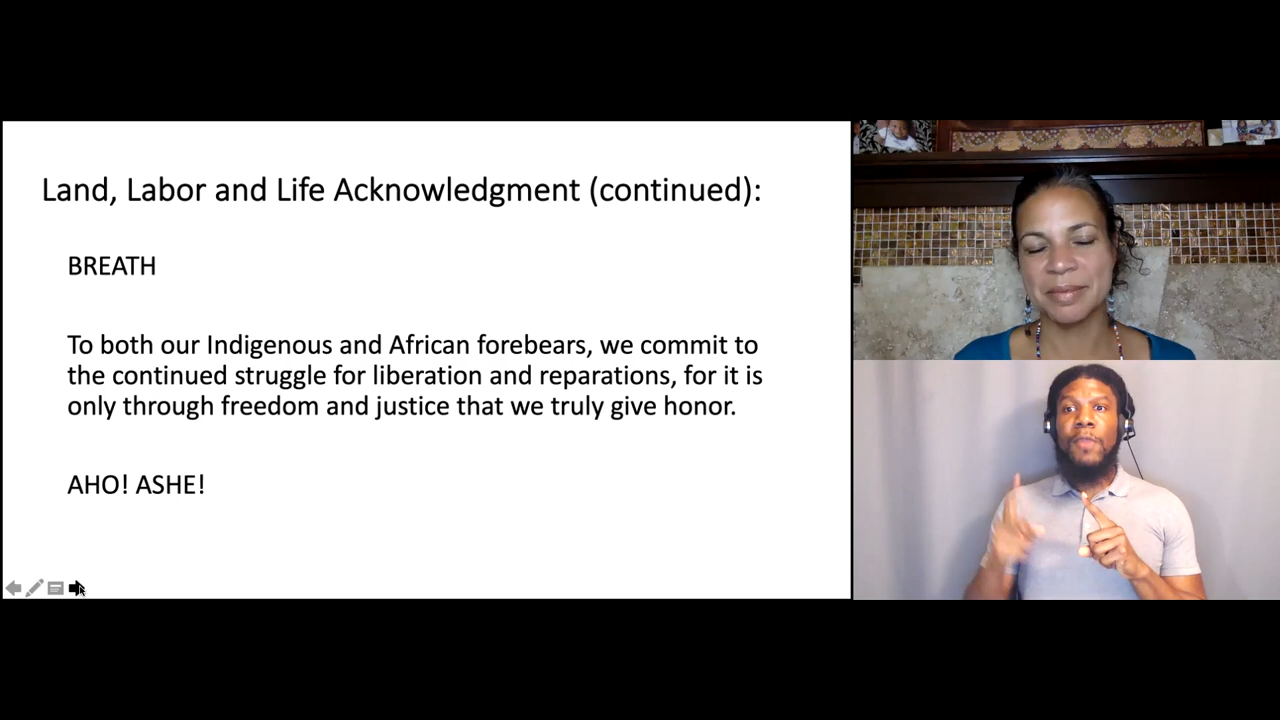 Land, Labor and Life Acknowledgment (continued):
BREATH
To both our Indigenous and African forebears, we commit to
the continued struggle for liberation and reparations, for it is
only through freedom and justice that we truly give honor.
AHO! ASHE!